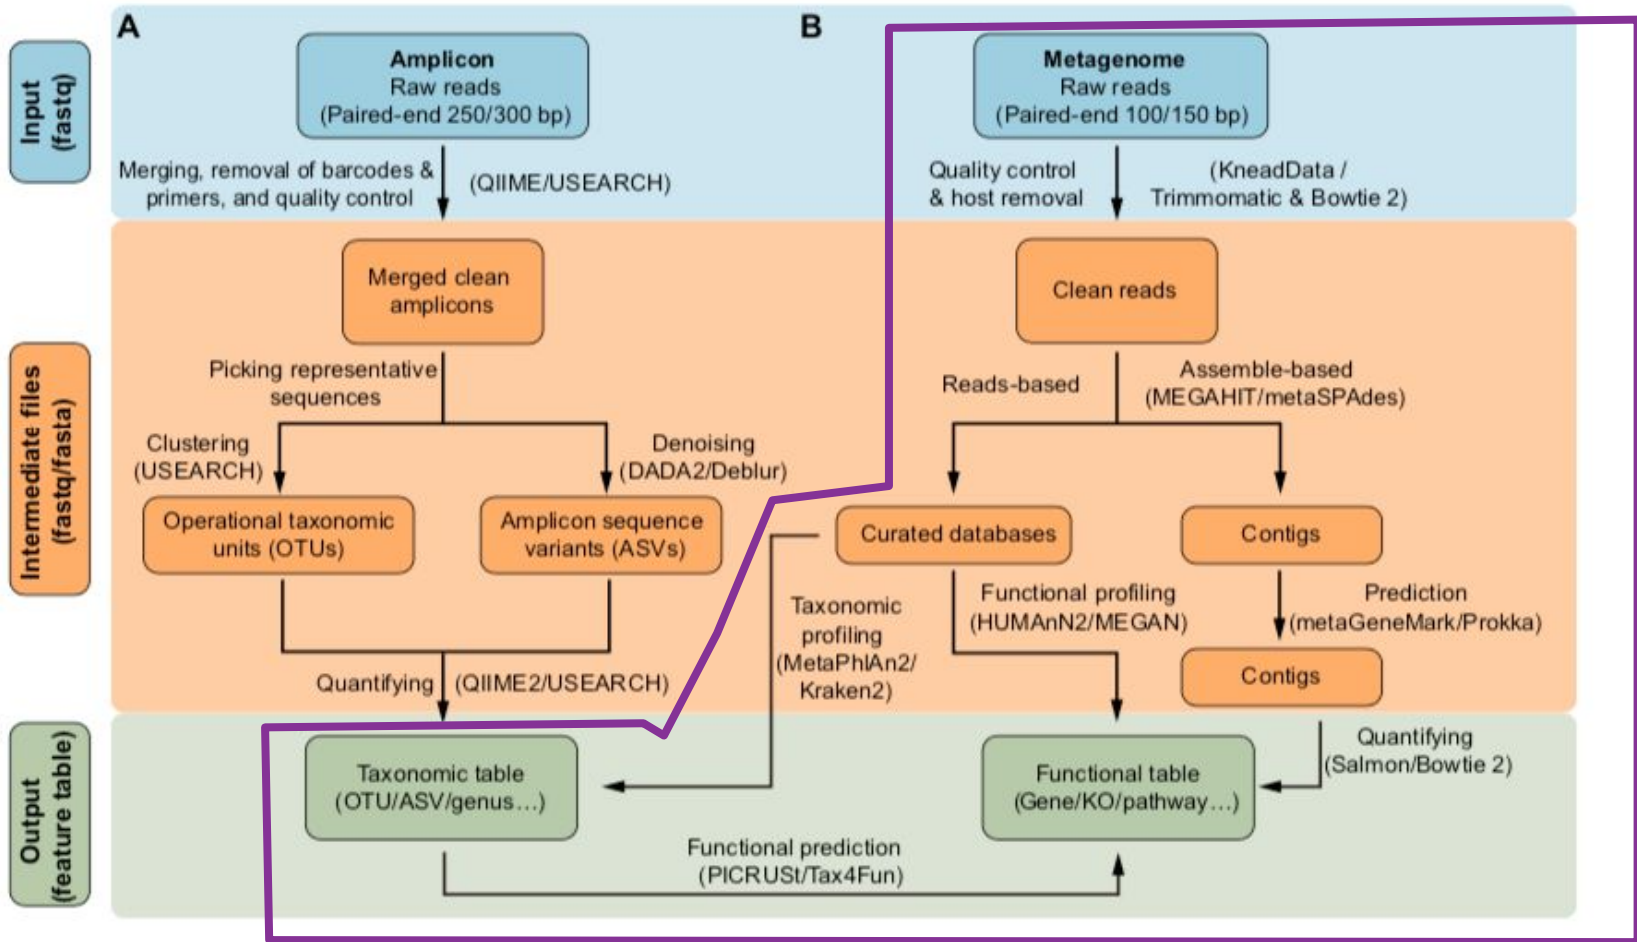 A
B
Input
(fastq)
Amplicon
Raw reads
(Paired-end 250/300 bp)
Metagenome
Raw reads
(Paired-end 100/150 bp)
Merging, removal of barcodes &
primers, and quality control
(QIIME/USEARCH)
Quality control
& host removal
(KneadData /
Trimmomatic & Bowtie 2)
Intermediate files
(fastq/fasta)
Merged clean
amplicons
Clean reads
Picking representative
sequences
Reads-based
Assemble-based
(MEGAHIT/metaSPAdes)
Clustering
(USEARCH)
Denoising
(DADA2/Deblur)
Operational taxonomic
units (OTUs)
Amplicon sequence
variants (ASVs)
Curated databases
Contigs
Taxonomic
profiling
(MetaPhlAn2/
Kraken2)
Functional profiling
(HUMAnN2/MEGAN)
Prediction
(metaGeneMark/Prokka)
Contigs
Quantifying
(QIIME2/USEARCH)
Output
(feature table)
Taxonomic table
(OTU/ASV/genus…)
Functional table
(Gene/KO/pathway…)
Quantifying
(Salmon/Bowtie 2)
Functional prediction
(PICRUSt/Tax4Fun)